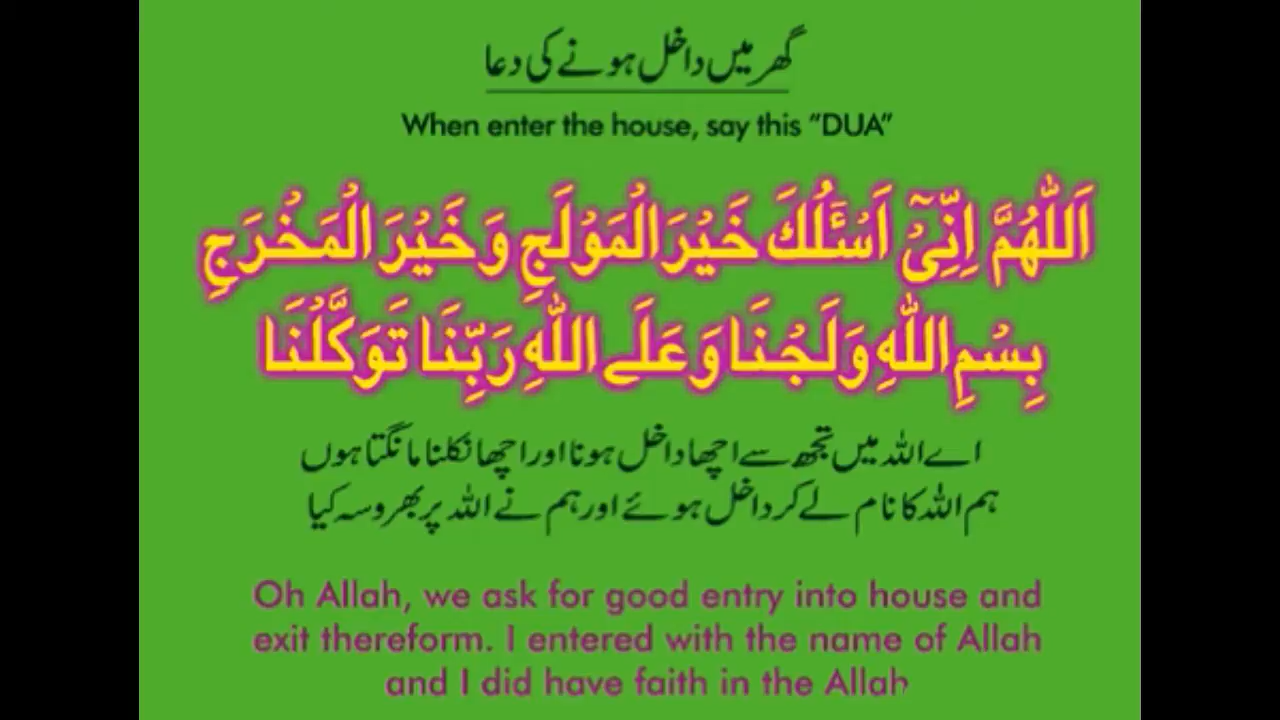 گھر میں داخل ہونے کی دعا
When enter the house, say this “DUA”
اَللّٰهُمَّ اِنِّیْۤ اَسْئَلُكَ خَیْرَ الْمَوْلَجِ وَ خَیْرَ الْمَخْرَجِ
بِسْمِ اللّٰهِ وَلَجْنَا وَ عَلَے اللّٰهِ رَبِّنَا تَوَكَّلْنَا
اے اللہ میں تجھ سے اچھا داخل ہونا اور اچھا نکلنا مانگتا ہوں
ہم اللہ کا نام لے کر داخل ہوئے اور ہم نے اللہ پر بھروسہ کیا
Oh Allah, we ask for good entry into house and
exit thereform. I entered with the name of Allah
and I did have faith in the Allah